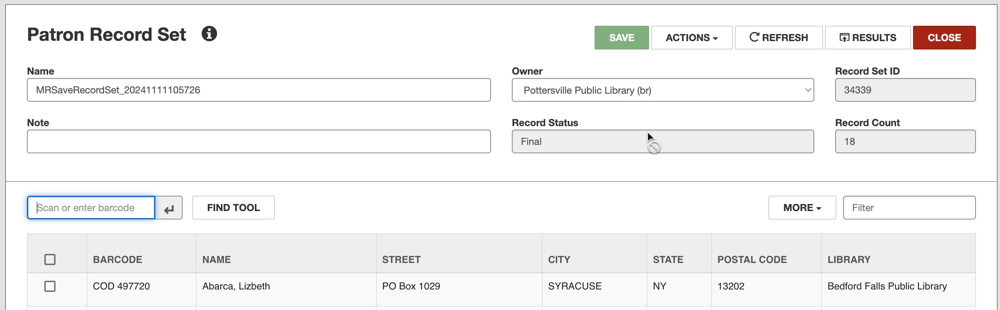 Patron Record Set
SAVE
ACTIONS
REFRESH
RESULTS
CLOSE
Name
Owner
Record Set ID
MRSaveRecordSet_20241111105726
Pottersville Public Library (br)
34339
Note
Record Status
Record Count
Final
18
Scan or enter barcode
FIND TOOL
MORE
Filter
BARCODE NAME STREET CITY STATE POSTAL CODE LIBRARY
COD 497720 Abarca, Lizbeth PO Box 1029 SYRACUSE NY 13202 Bedford Falls Public Library